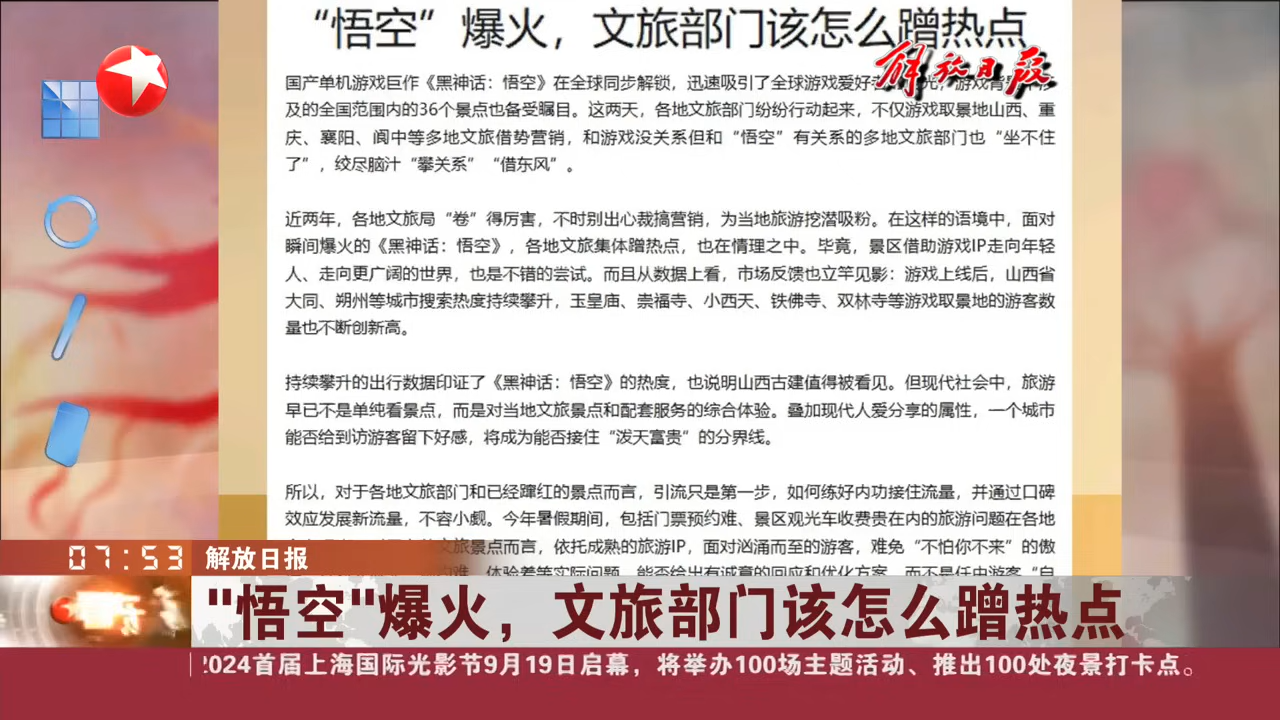 “悟空”爆火，文旅部门该怎么蹭热点
解放日报
国产单机游戏巨作《黑神话：悟空》在全球同步解锁，迅速吸引了全球游戏爱好
及的全国范围内的36个景点也备受瞩目。这两天，各地文旅部门纷纷行动起来，不仅游戏取景地山西、重
庆、襄阳、阆中等多地文旅借势营销，和游戏没关系但和“悟空”有关系的多地文旅部门也“坐不住
了”，绞尽脑汁“攀关系”“借东风”。
近两年，各地文旅局“卷”得厉害，不时别出心裁搞营销，为当地旅游挖潜吸粉。在这样的语境中，面对
瞬间爆火的《黑神话：悟空》，各地文旅集体蹭热点，也在情理之中。毕竟，景区借助游戏IP走向年轻
人、走向更广阔的世界，也是不错的尝试。而且从数据上看，市场反馈也立竿见影：游戏上线后，山西省
大同、朔州等城市搜索热度持续攀升，玉皇庙、崇福寺、小西天、铁佛寺、双林寺等游戏取景地的游客数
量也不断创新高。
持续攀升的出行数据印证了《黑神话：悟空》的热度，也说明山西古建值得被看见。但现代社会中，旅游
早已不是单纯看景点，而是对当地文旅景点和配套服务的综合体验。叠加现代人爱分享的属性，一个城市
能否给到访游客留下好感，将成为能否接住“泼天富贵”的分界线。
所以，对于各地文旅部门和已经蹿红的景点而言，引流只是第一步，如何练好内功接住流量，并通过口碑
效应发展新流量，不容小觑。今年暑假期间，包括门票预约难、景区观光车收费贵在内的旅游问题在各地
文旅景点而言，依托成熟的旅游IP，面对汹涌而至的游客，难免“不怕你不来”的傲
体验差等实际问题，能否给出有诚意的回应和优化方案，而不是任由游客“自
07:53 解放日报
"悟空"爆火，文旅部门该怎么蹭热点
2024首届上海国际光影节9月19日启幕，将举办100场主题活动、推出100处夜景打卡点。